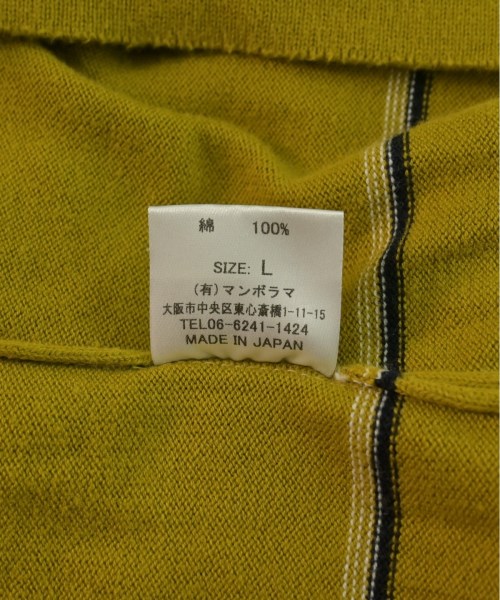 綿 100%
SIZE: L
(有) マンボラマ
大阪市中央区東心斎橋1-11-15
TEL06-6241-1424
MADE IN JAPAN